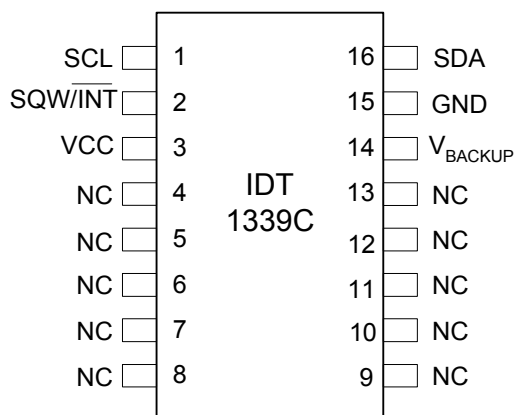 SCL 1 16 SDA
SQW/INT 2 15 GND
VCC 3 14 VBACKUP
NC 4 13 NC
IDT
1339C
NC 5 12 NC
NC 6 11 NC
NC 7 10 NC
NC 8 9 NC